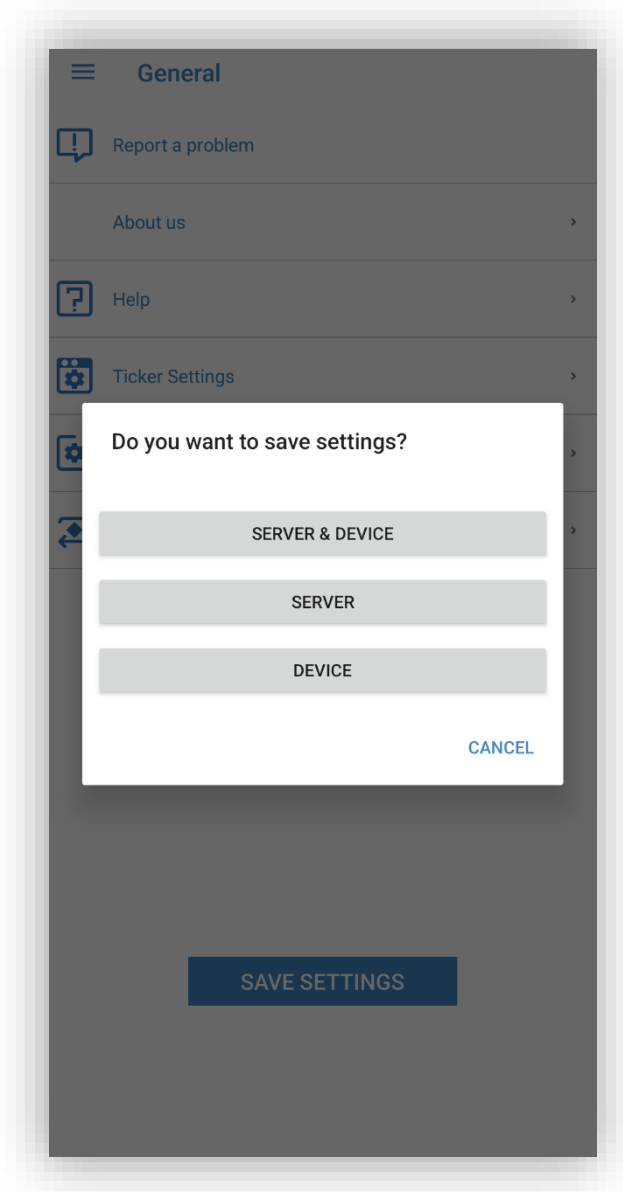 General
Report a problem
About us
Help
Ticker Settings
Do you want to save settings?
SERVER & DEVICE
SERVER
DEVICE
CANCEL
SAVE SETTINGS